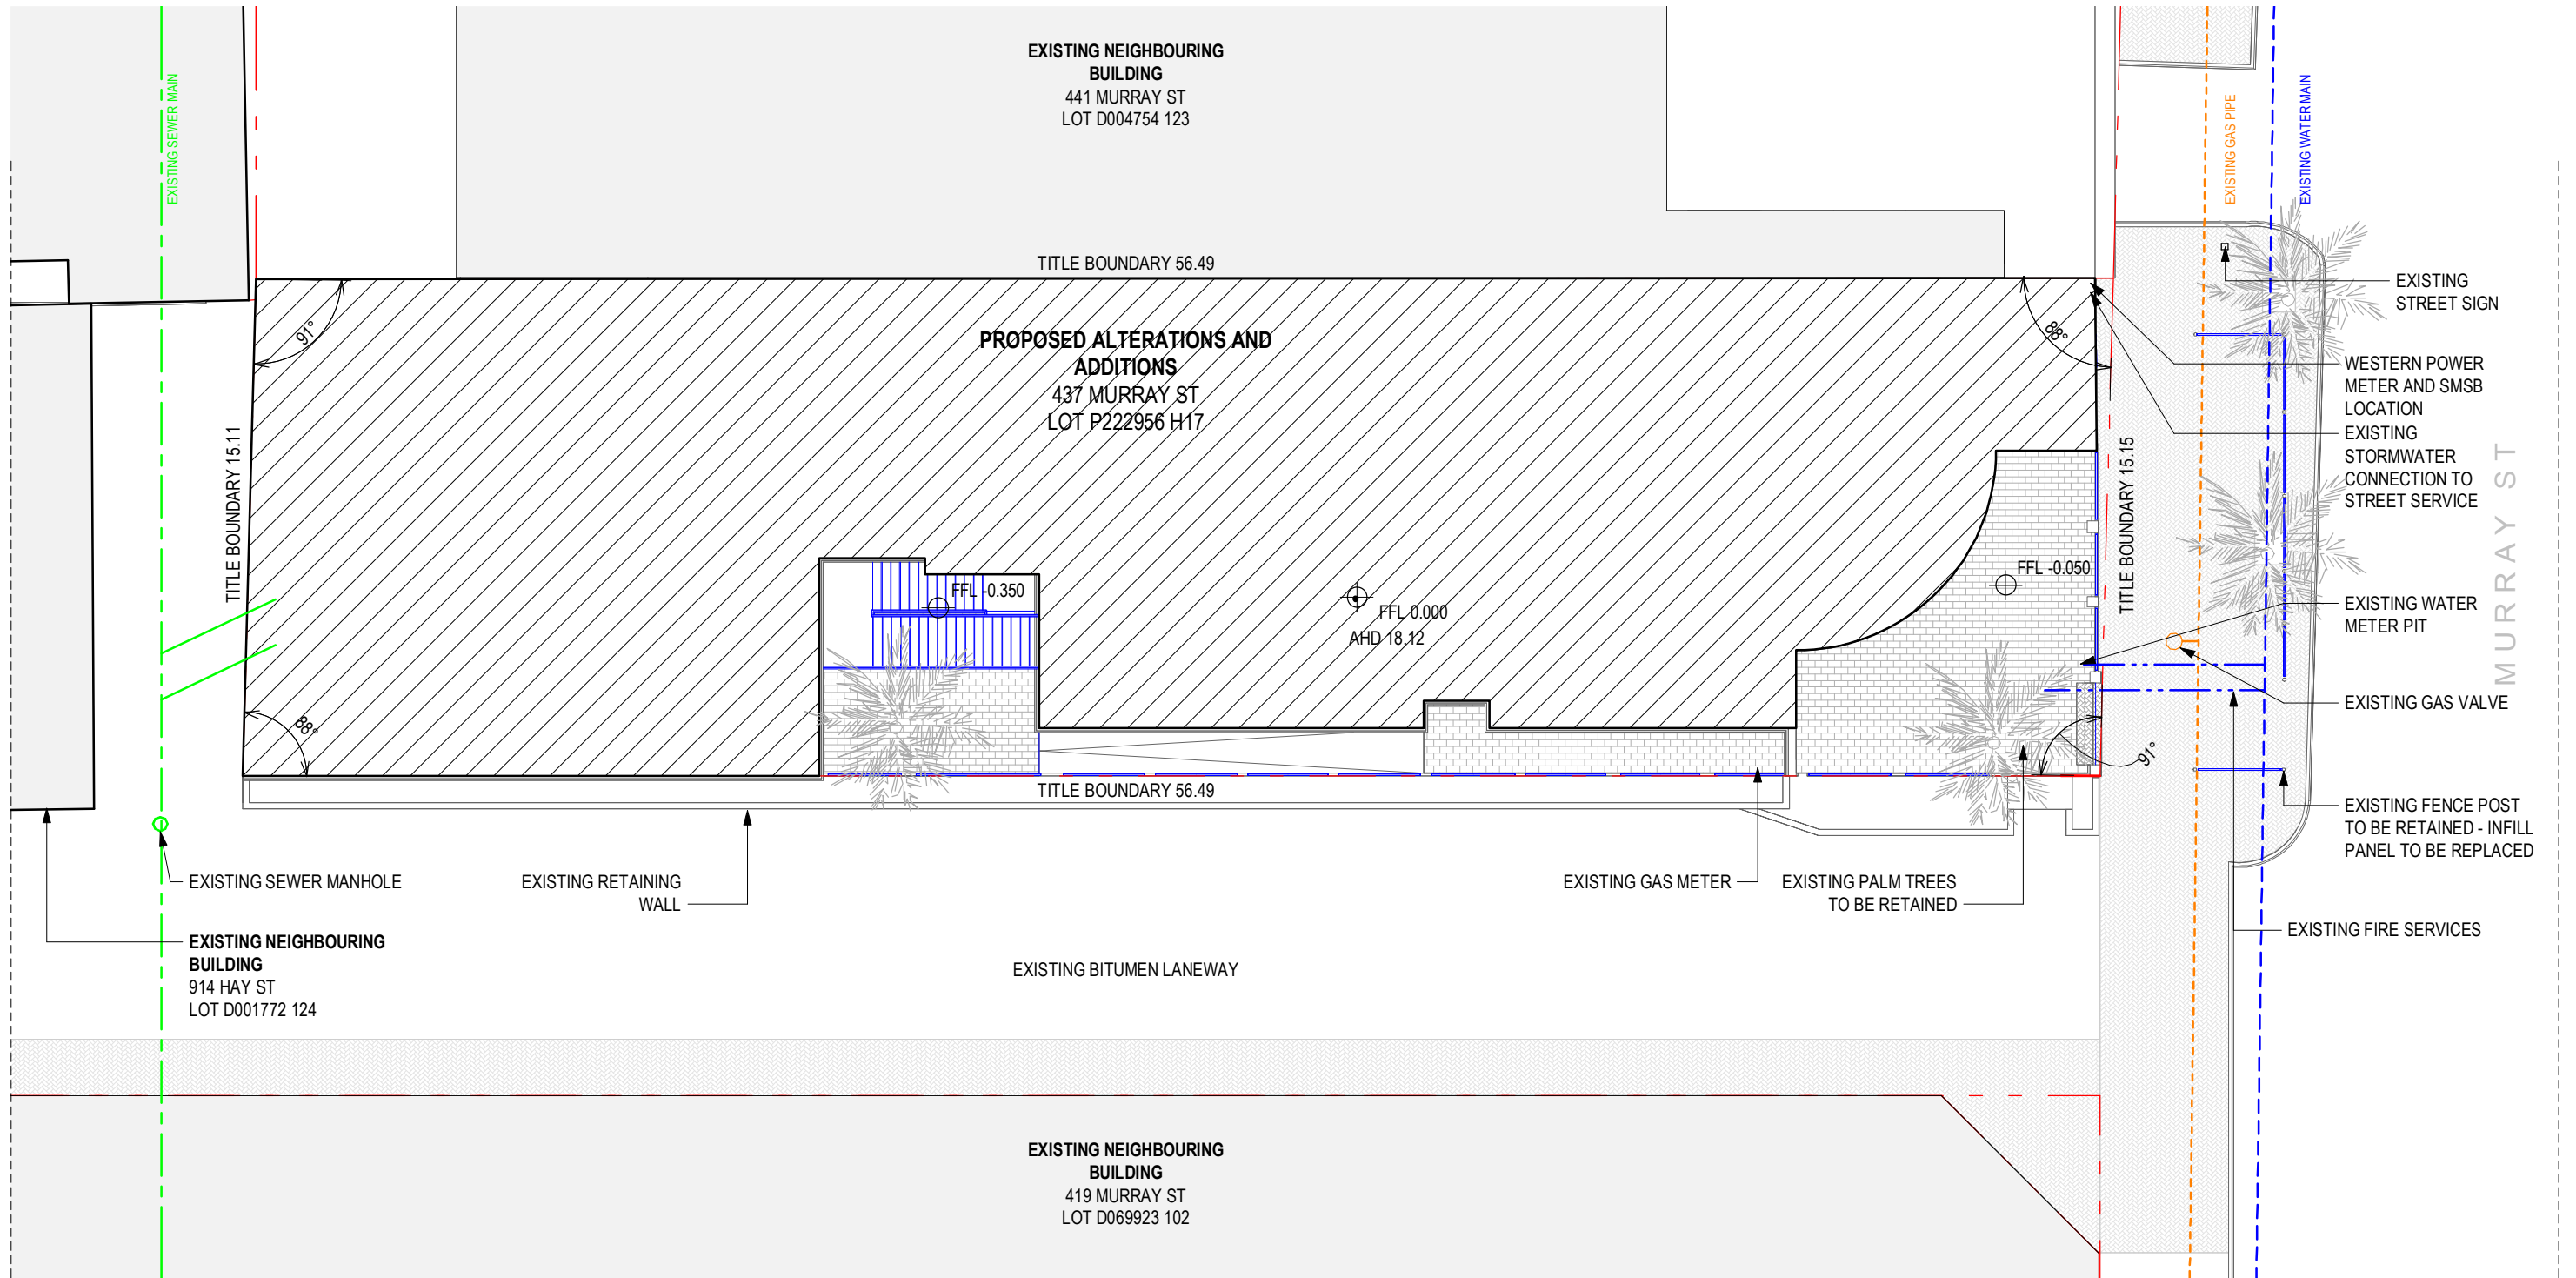 EXISTING NEIGHBOURING
BUILDING
441 MURRAY ST
LOT D004754 123
EXISTING SEWER MAIN
EXISTING GAS PIPE
EXISTING WATER MAIN
TITLE BOUNDARY 56.49
EXISTING
STREET SIGN
91°
88°
PROPOSED ALTERATIONS AND
ADDITIONS
437 MURRAY ST
LOT P222956 H17
WESTERN POWER
METER AND SMSB
LOCATION
EXISTING
STORMWATER
CONNECTION TO
STREET SERVICE
TITLE BOUNDARY 15.11
TITLE BOUNDARY 15.15
MURRAY ST
FFL -0.350
FFL 0.000
AHD 18.12
FFL -0.050
EXISTING WATER
METER PIT
EXISTING GAS VALVE
88°
91°
TITLE BOUNDARY 56.49
EXISTING FENCE POST
TO BE RETAINED - INFILL
PANEL TO BE REPLACED
EXISTING SEWER MANHOLE
EXISTING RETAINING
WALL
EXISTING GAS METER
EXISTING PALM TREES
TO BE RETAINED
EXISTING FIRE SERVICES
EXISTING NEIGHBOURING
BUILDING
914 HAY ST
LOT D001772 124
EXISTING BITUMEN LANEWAY
EXISTING NEIGHBOURING
BUILDING
419 MURRAY ST
LOT D069923 102